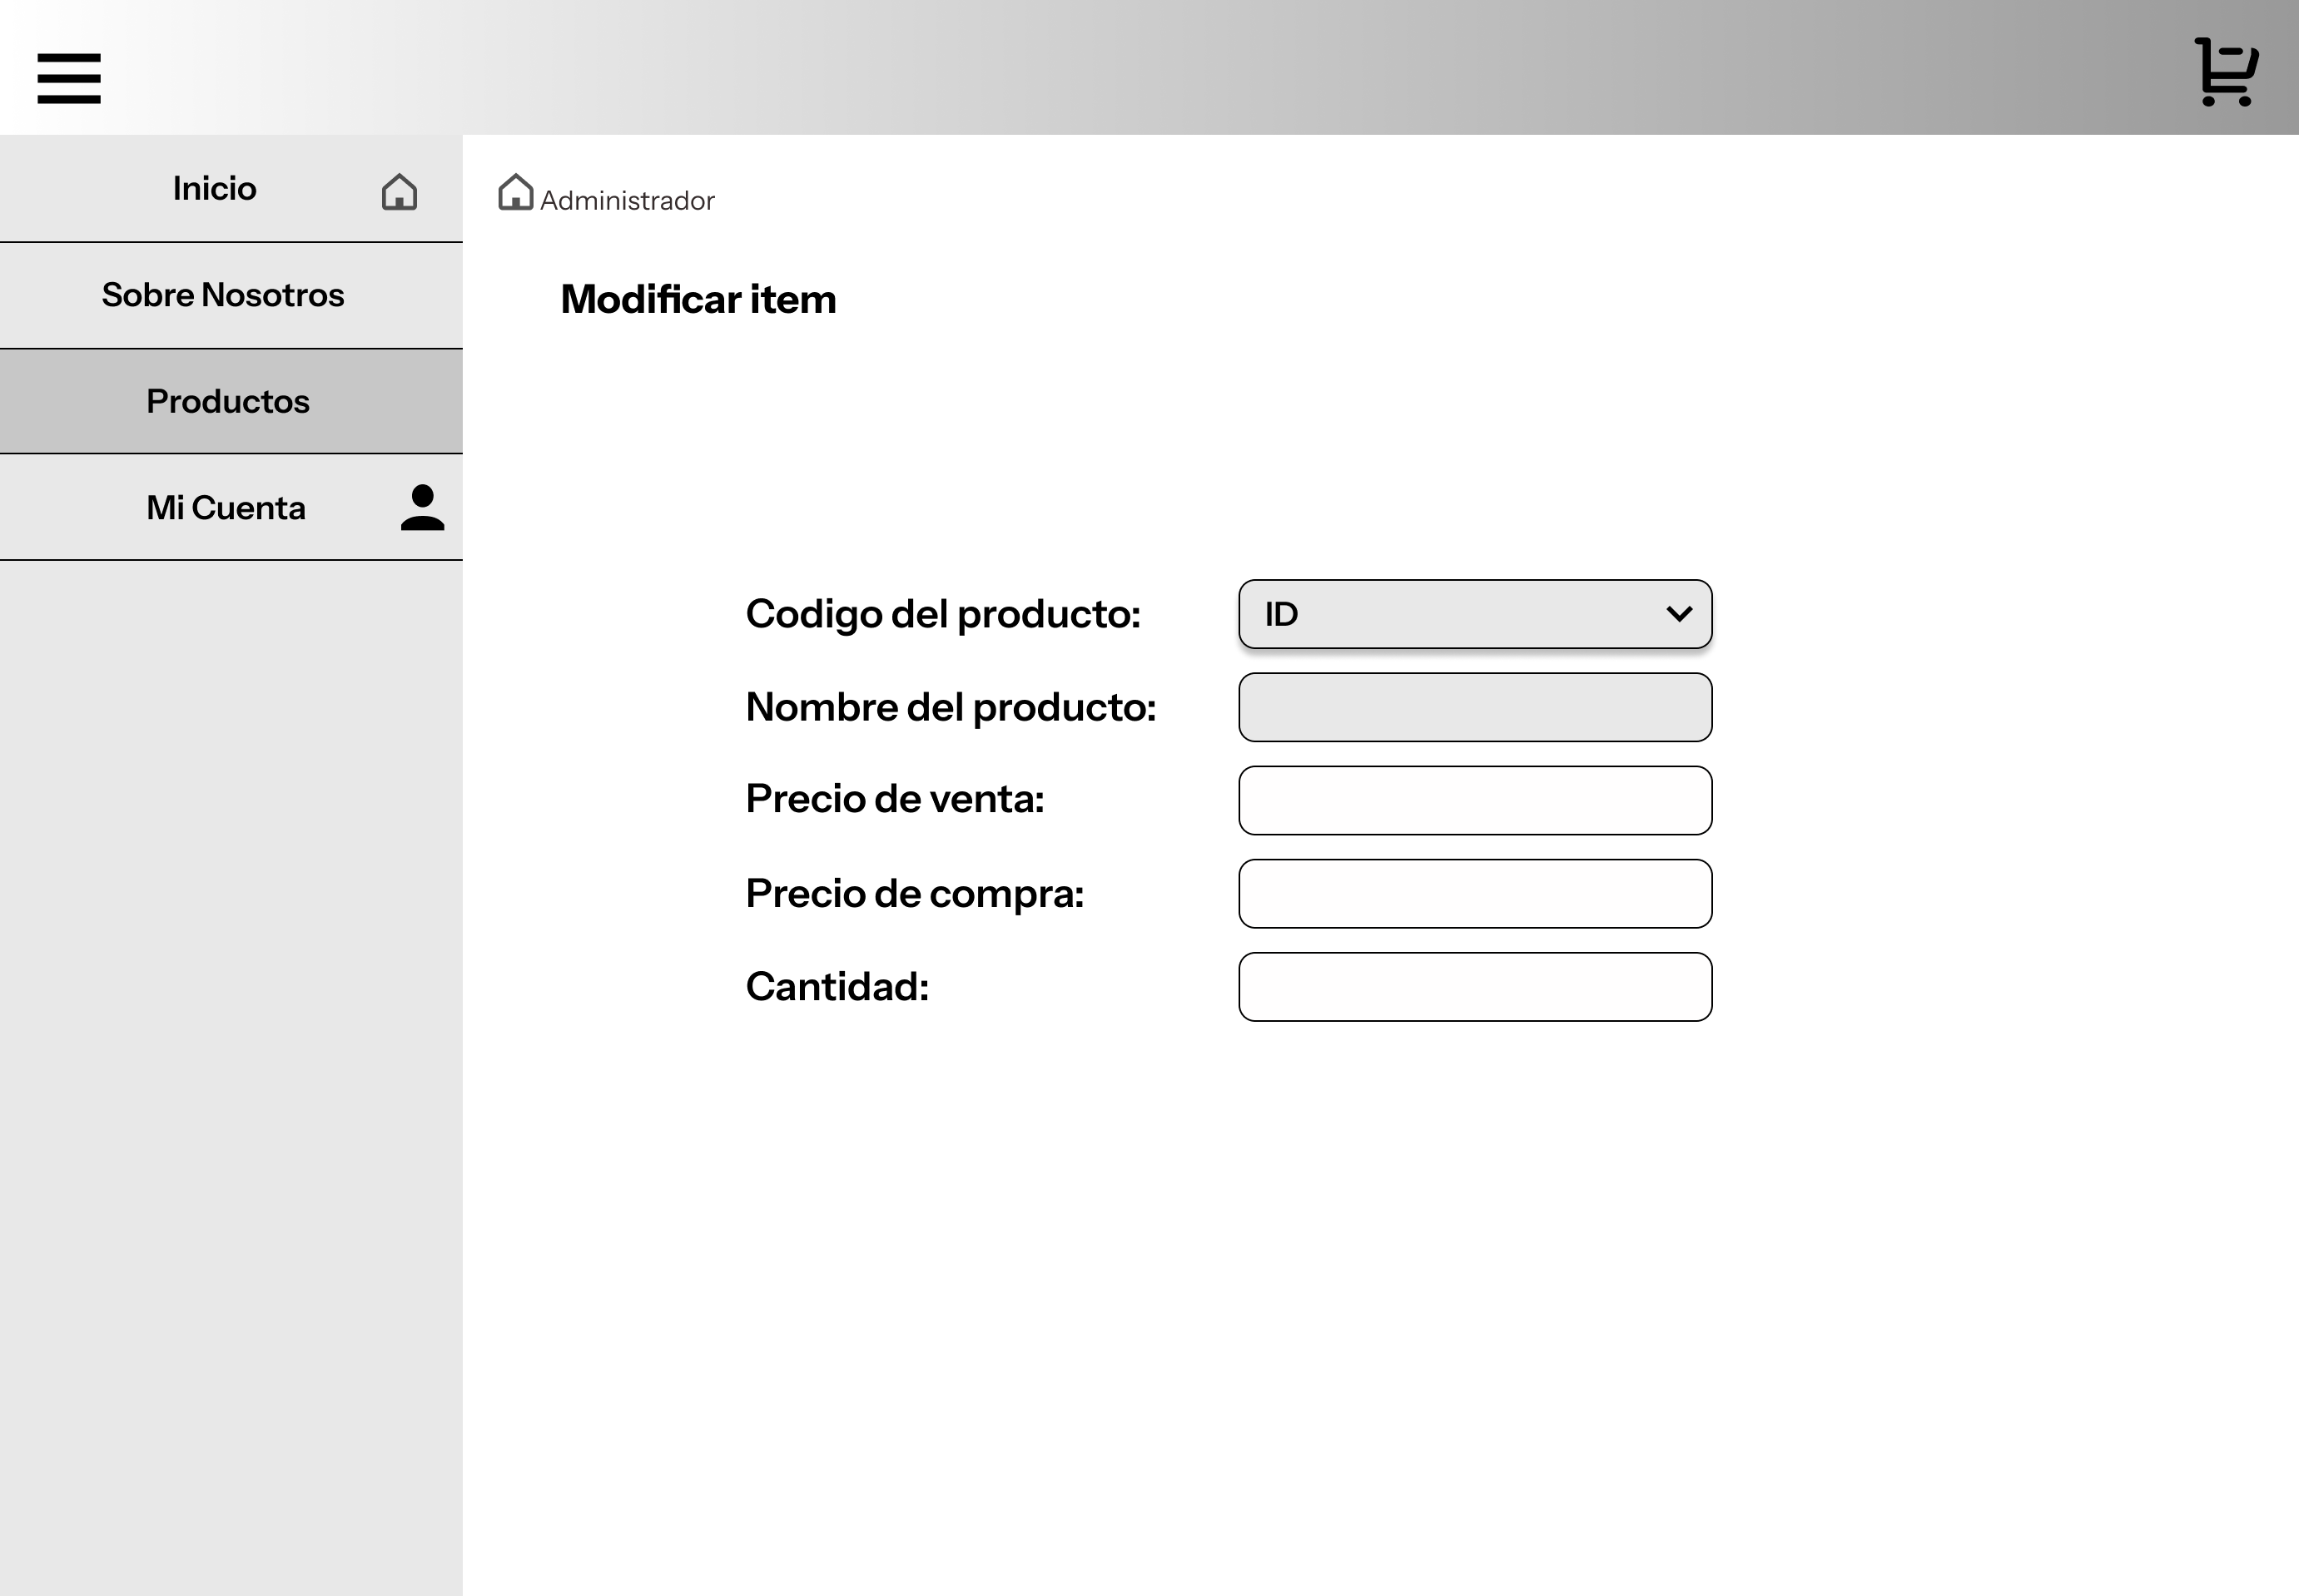 Inicio
Administrador
Sobre Nosotros
Modificar item
Productos
Mi Cuenta
Codigo del producto:
ID
Nombre del producto:
Precio de venta:
Precio de compra:
Cantidad: